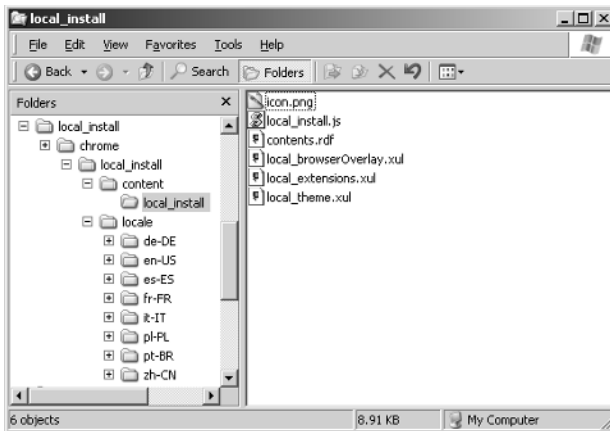 local_install
File Edit View Favorites Tools Help
Back Search Folders
Folders
local_install
chrome
local_install
content
local_install
locale
de-DE
en-US
es-ES
fr-FR
it-IT
pl-PL
pt-BR
zh-CN
icon.png
local_install.js
contents.rdf
local_browserOverlay.xul
local_extensions.xul
local_theme.xul
6 objects 8.91 KB My Computer